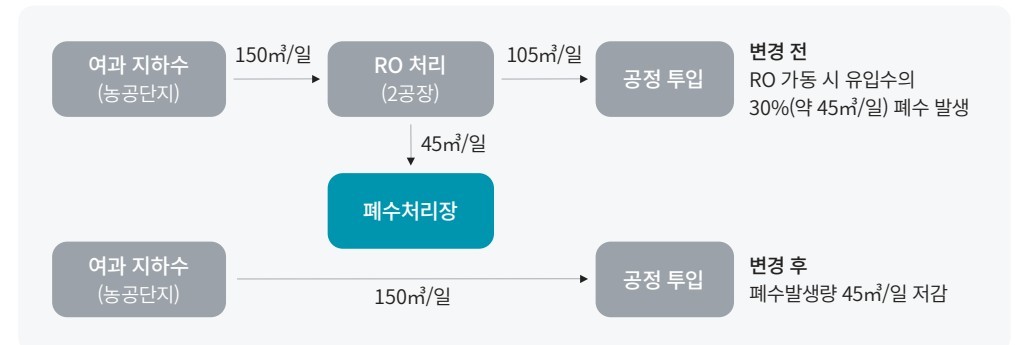 여과 지하수
(농공단지)
150㎥/일
RO 처리
(2공장)
105㎥/일
공정 투입
변경 전
RO 가동 시 유입수의
30%(약 45㎥/일) 폐수 발생
45㎥/일
폐수처리장
여과 지하수
(농공단지)
150㎥/일
공정 투입
변경 후
폐수발생량 45㎥/일 저감